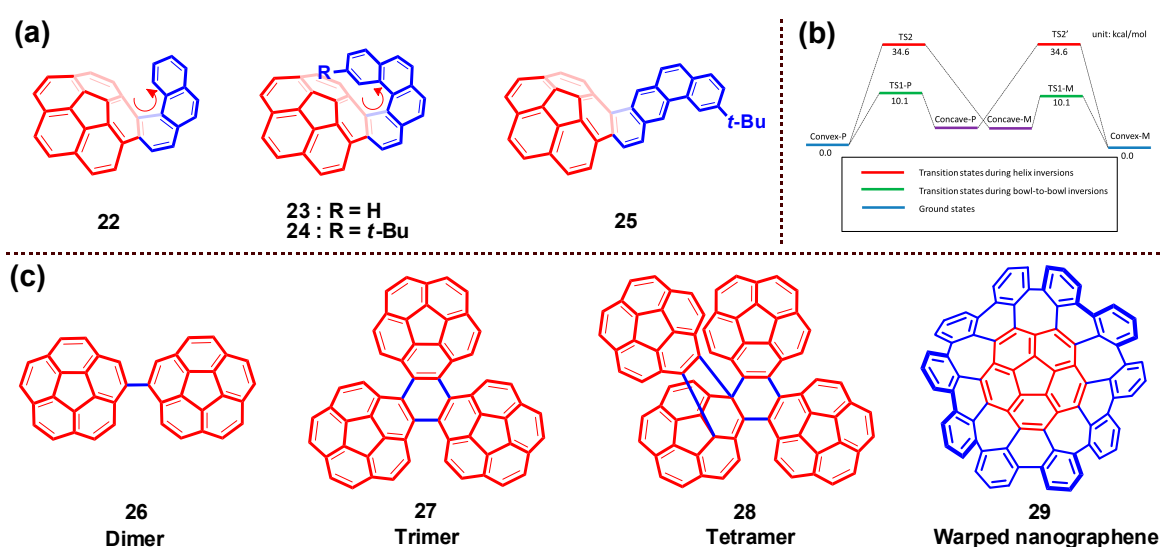 (a)
R
t-Bu
22
23 : R = H
24 : R = t-Bu
25
(b)
TS2
34.6
TS2'
34.6
unit: kcal/mol
TS1-P
10.1
TS1-M
10.1
Concave-P
Concave-M
Convex-P
0.0
Convex-M
0.0
Transition states during helix inversions
Transition states during bowl-to-bowl inversions
Ground states
(c)
26
Dimer
27
Trimer
28
Tetramer
29
Warped nanographene